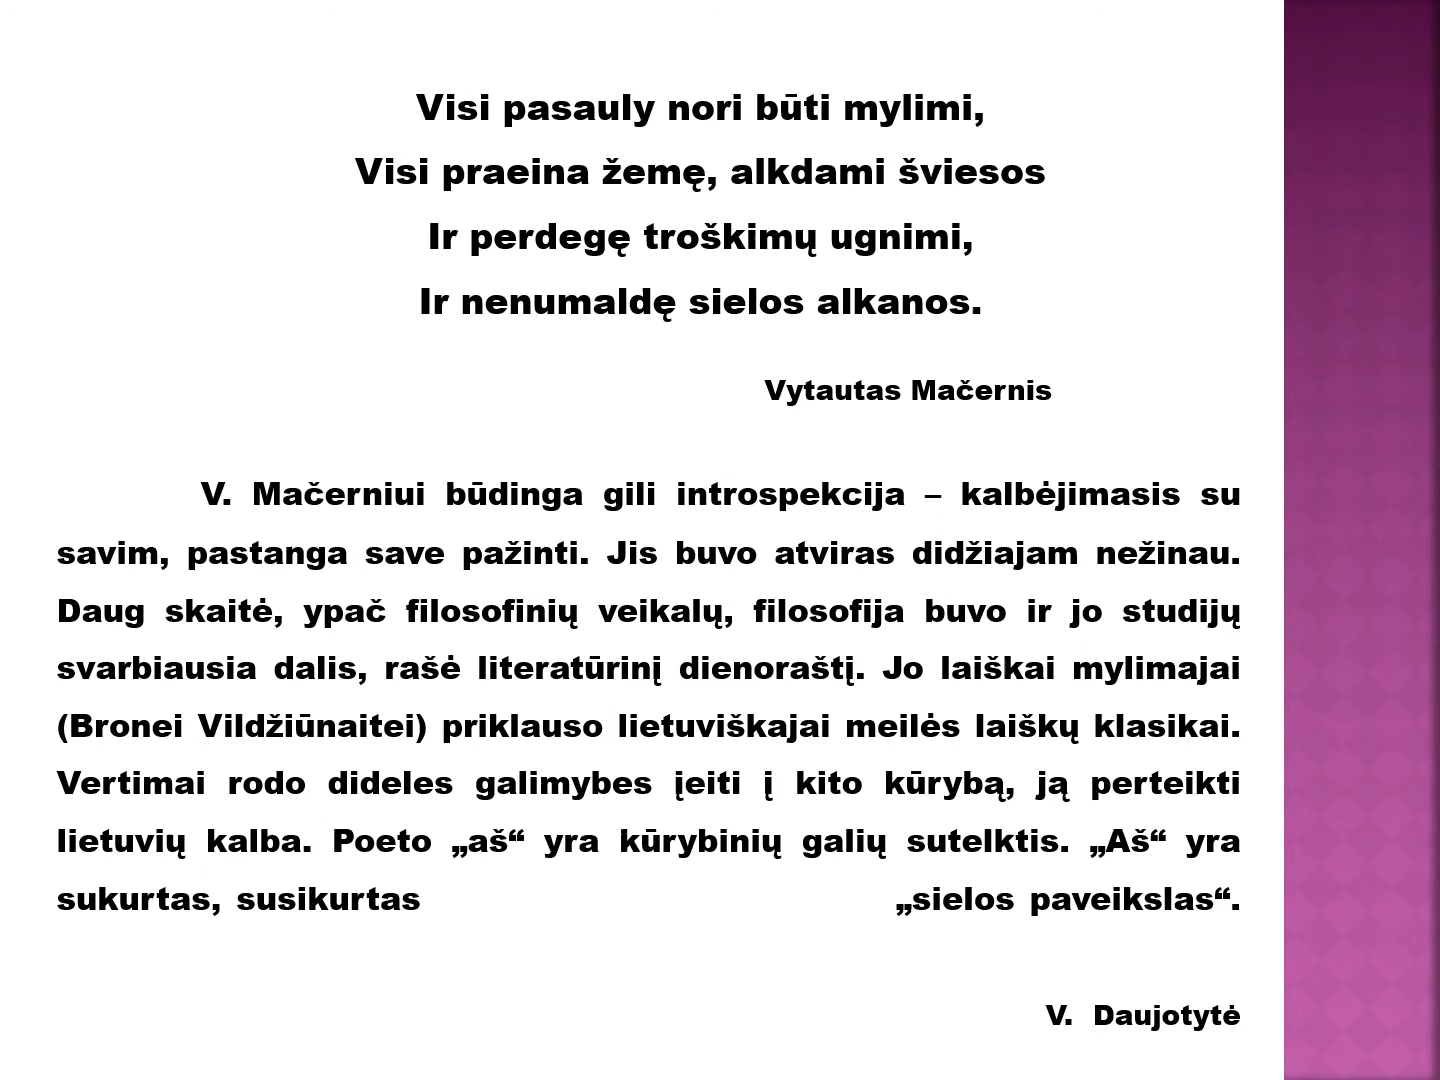 Visi pasauly nori būti mylimi,
Visi praeina žemę, alkdami šviesos
Ir perdegę troškimų ugnimi,
Ir nenumaldę sielos alkanos.
Vytautas Mačernis
V. Mačerniui būdinga gili introspekcija – kalbėjimasis su
savim, pastanga save pažinti. Jis buvo atviras didžiajam nežinau.
Daug skaitė, ypač filosofinių veikalų, filosofija buvo ir jo studijų
svarbiausia dalis, rašė literatūrinį dienoraštį. Jo laiškai mylimajai
(Bronei Vildžiūnaitei) priklauso lietuviškajai meilės laiškų klasikai.
Vertimai rodo dideles galimybes įeiti į kito kūrybą, ją perteikti
lietuvių kalba. Poeto „aš“ yra kūrybinių galių sutelktis. „Aš“ yra
sukurtas, susikurtas „sielos paveikslas“.
V. Daujotytė